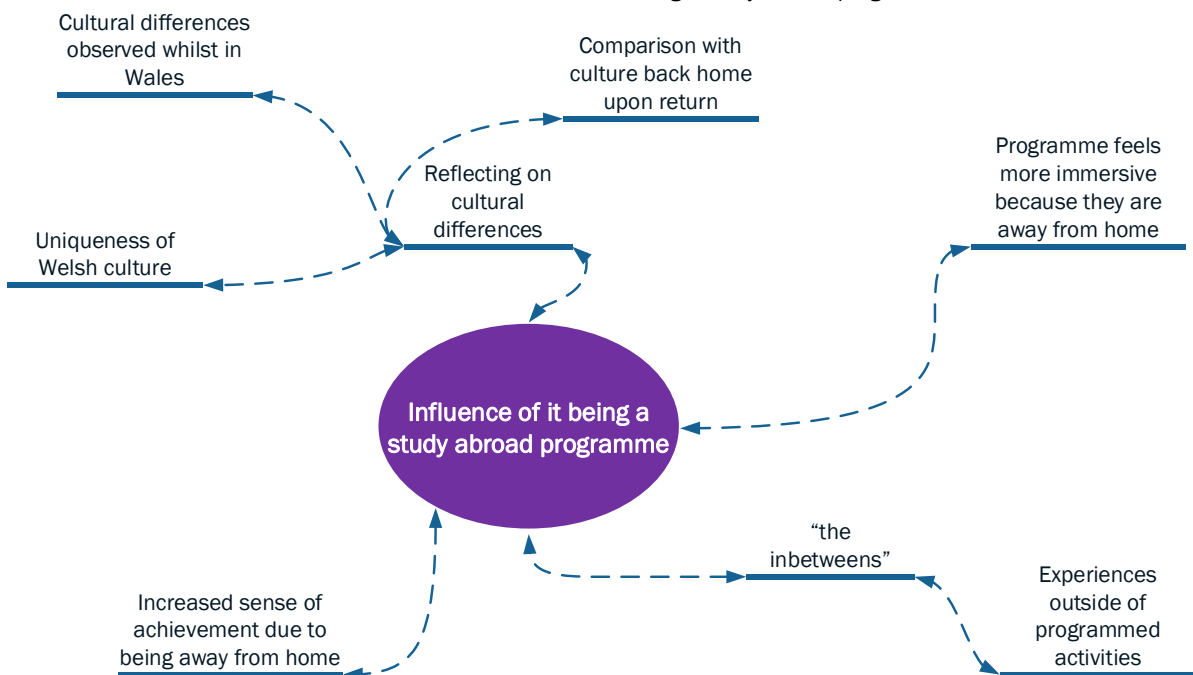 Cultural differences
observed whilst in
Wales
Comparison with
culture back home
upon return
Programme feels
more immersive
because they are
away from home
Reflecting on
cultural
differences
Uniqueness of
Welsh culture
Influence of it being a
study abroad programme
"the
inbetweens"
Experiences
outside of
programmed
activities
Increased sense of
achievement due to
being away from home